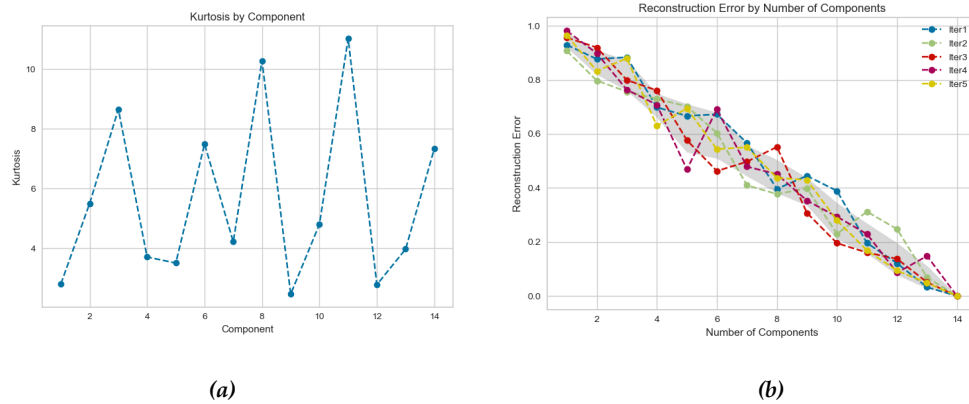 Kurtosis by Component
Kurtosis
10
8
6
4
2 4 6 8 10 12 14
Component
(a)
Reconstruction Error by Number of Components
Reconstruction Error
1.0
0.8
0.6
0.4
0.2
0.0
Iter1
Iter2
Iter3
Iter4
Iter5
2 4 6 8 10 12 14
Number of Components
(b)